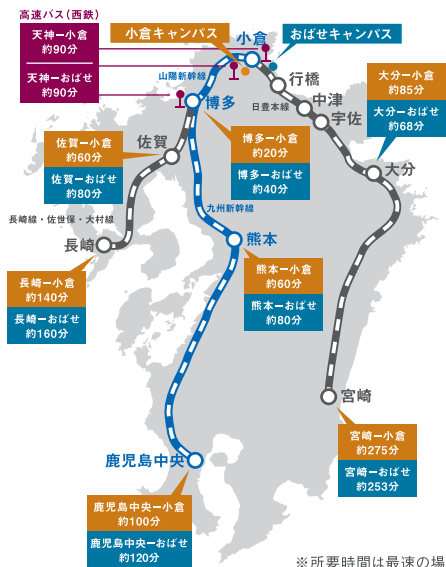 高速バス（西鉄）
天神ー小倉
約90分
天神ーおばせ
約90分
小倉キャンパス
おばせキャンパス
小倉
山陽新幹線
行橋
日豊本線
中津
宇佐
博多
大分ー小倉
約85分
大分ーおばせ
約68分
佐賀
佐賀ー小倉
約60分
佐賀ーおばせ
約80分
博多ー小倉
約20分
博多ーおばせ
約40分
大分
九州新幹線
長崎線・佐世保・大村線
長崎
長崎ー小倉
約140分
長崎ーおばせ
約160分
熊本
熊本ー小倉
約60分
熊本ーおばせ
約80分
宮崎
宮崎ー小倉
約275分
宮崎ーおばせ
約253分
鹿児島中央
鹿児島中央ー小倉
約100分
鹿児島中央ーおばせ
約120分
※所要時間は最速の場